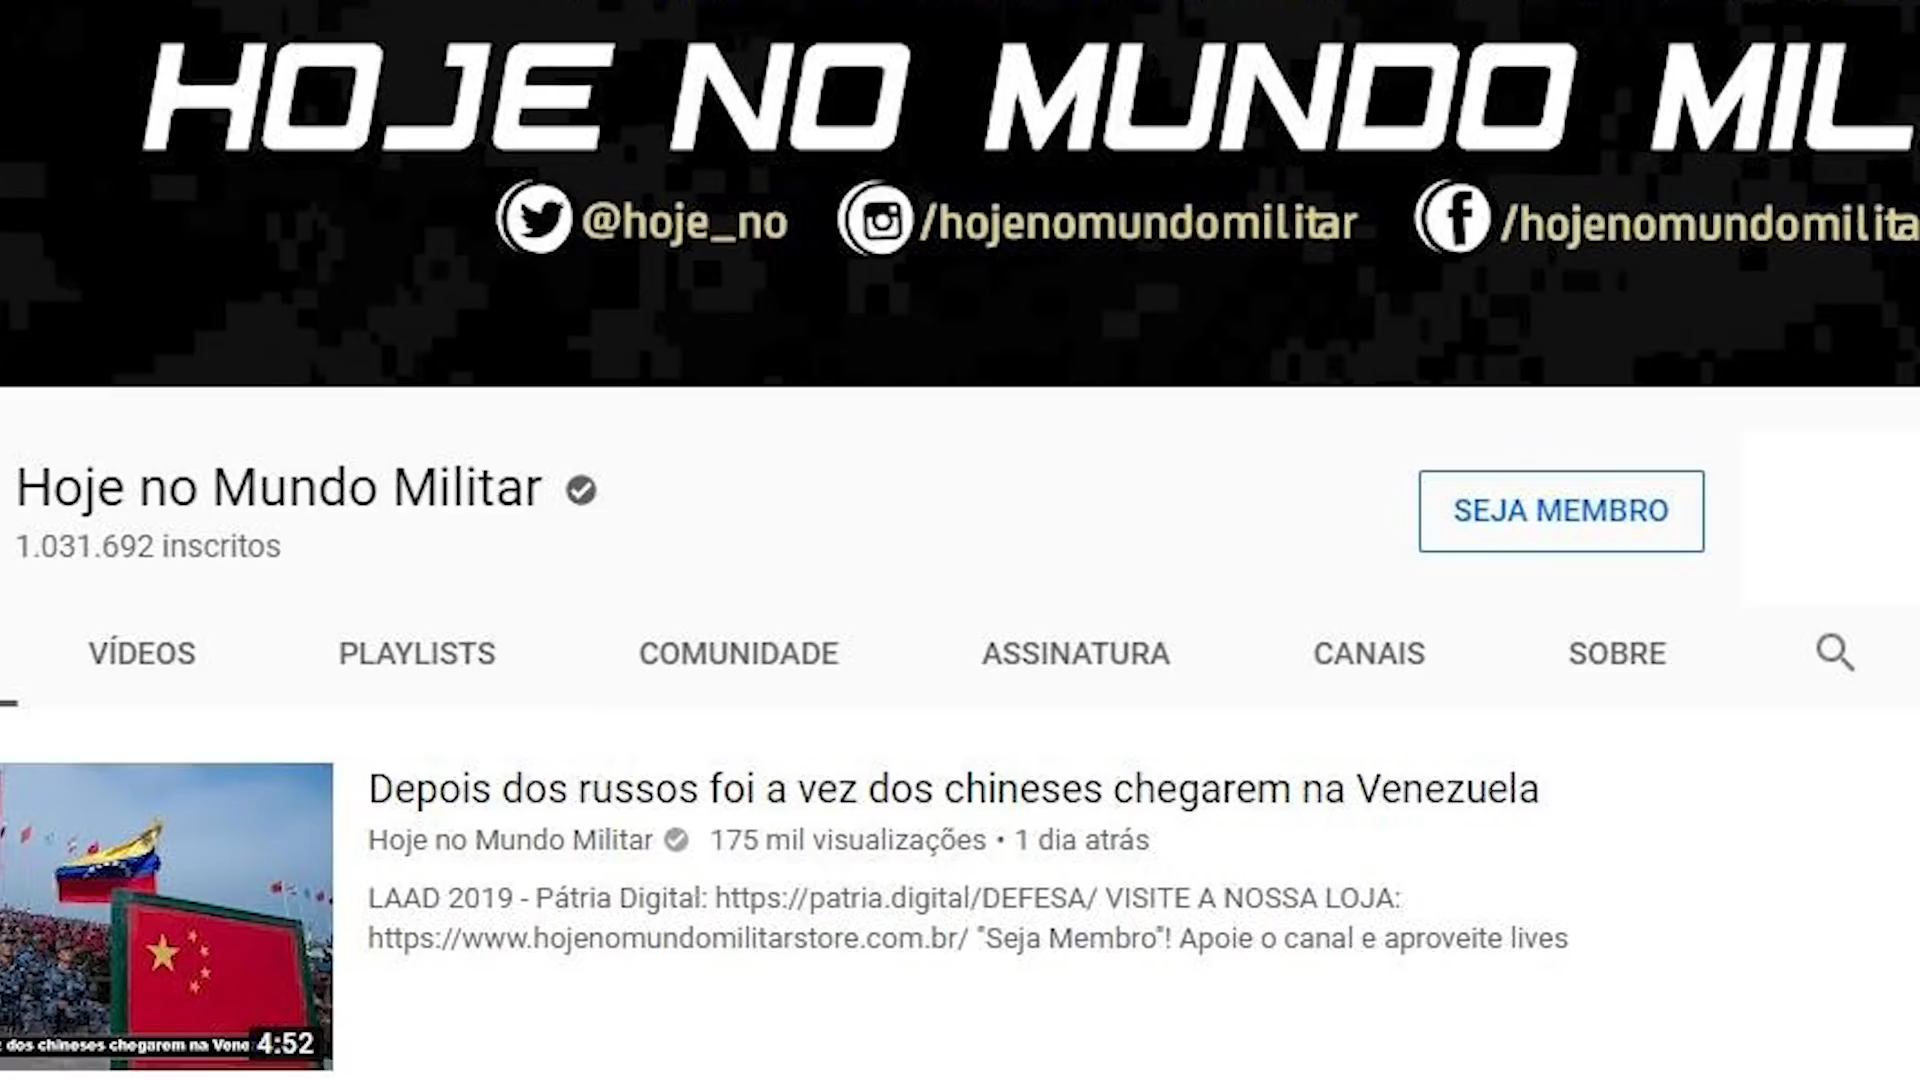 HOJE NO MUNDO MIL
@hoje_no /hojenomundomilitar /hojenomundomilita
Hoje no Mundo Militar
1.031.692 inscritos
SEJA MEMBRO
VÍDEOS PLAYLISTS COMUNIDADE ASSINATURA CANAIS SOBRE
Depois dos russos foi a vez dos chineses chegarem na Venezuela
Hoje no Mundo Militar 175 mil visualizações • 1 dia atrás
LAAD 2019 - Pátria Digital: https://patria.digital/DEFESA/ VISITE A NOSSA LOJA:
https://www.hojenomundomilitarstore.com.br/ "Seja Membro"! Apoie o canal e aproveite lives
dos chineses chegarem na Vene 4:52